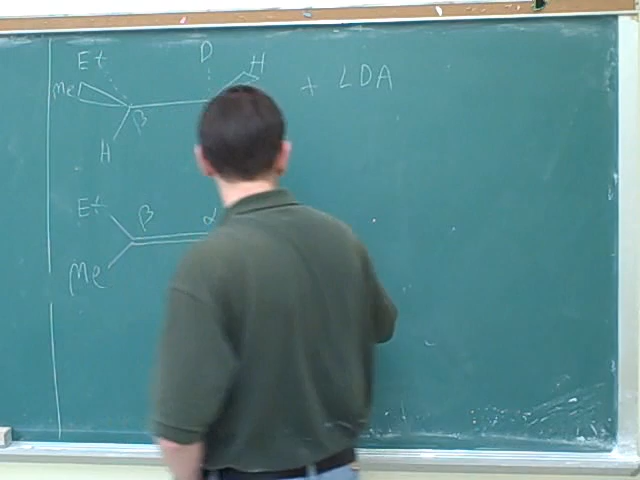 Et D H
Me + LDA
β
H
Et β α
Me